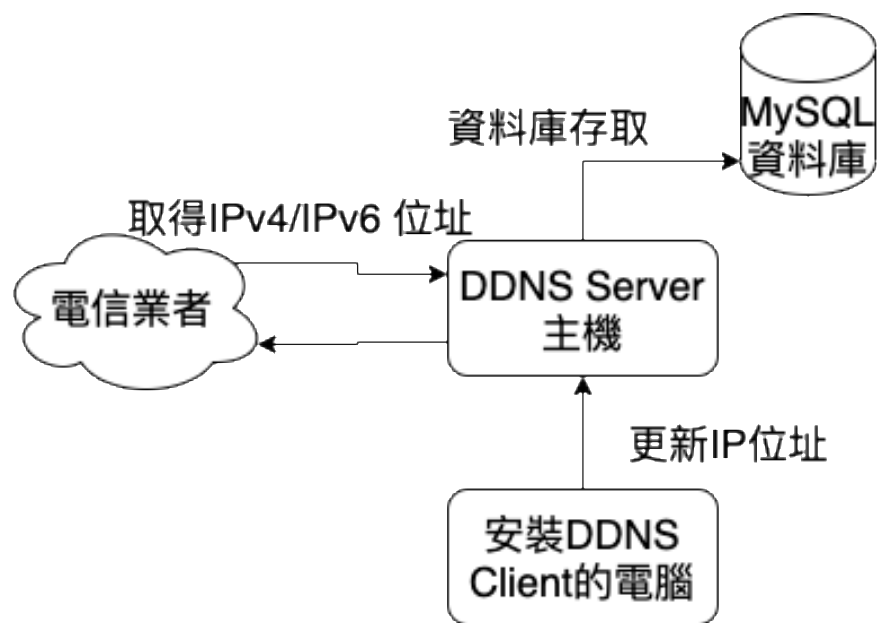 MySQL
資料庫
資料庫存取
取得IPv4/IPv6 位址
電信業者
DDNS Server
主機
更新IP位址
安裝DDNS
Client的電腦